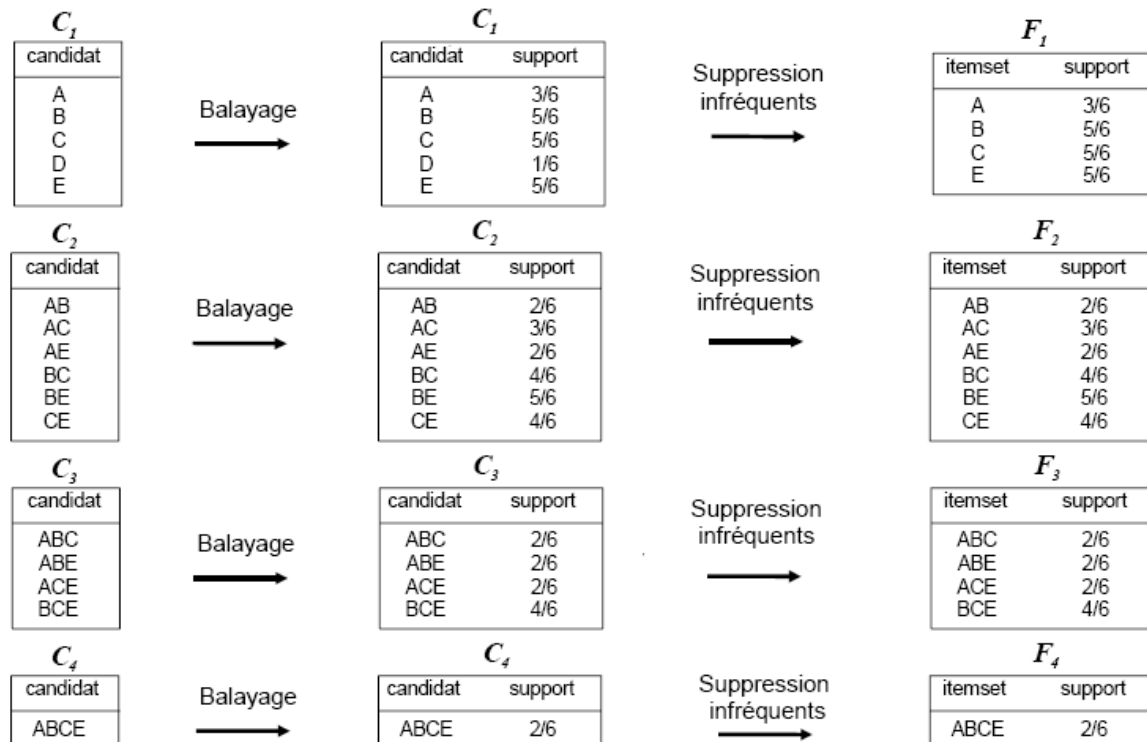 C1 C1 F1
candidat candidat support Suppression infréquents itemset support
A Balayage A 3/6 A 3/6
B B 5/6 B 5/6
C C 5/6 C 5/6
D D 1/6 E 5/6
E E 5/6
C2 C2 F2
candidat candidat support Suppression infréquents itemset support
AB Balayage AB 2/6 AB 2/6
AC AC 3/6 AC 3/6
AE AE 2/6 AE 2/6
BC BC 4/6 BC 4/6
BE BE 5/6 BE 5/6
CE CE 4/6 CE 4/6
C3 C3 F3
candidat candidat support Suppression infréquents itemset support
ABC Balayage ABC 2/6 ABC 2/6
ABE ABE 2/6 ABE 2/6
ACE ACE 2/6 ACE 2/6
BCE BCE 4/6 BCE 4/6
C4 C4 F4
candidat Balayage candidat support Suppression infréquents itemset support
ABCE ABCE 2/6 ABCE 2/6